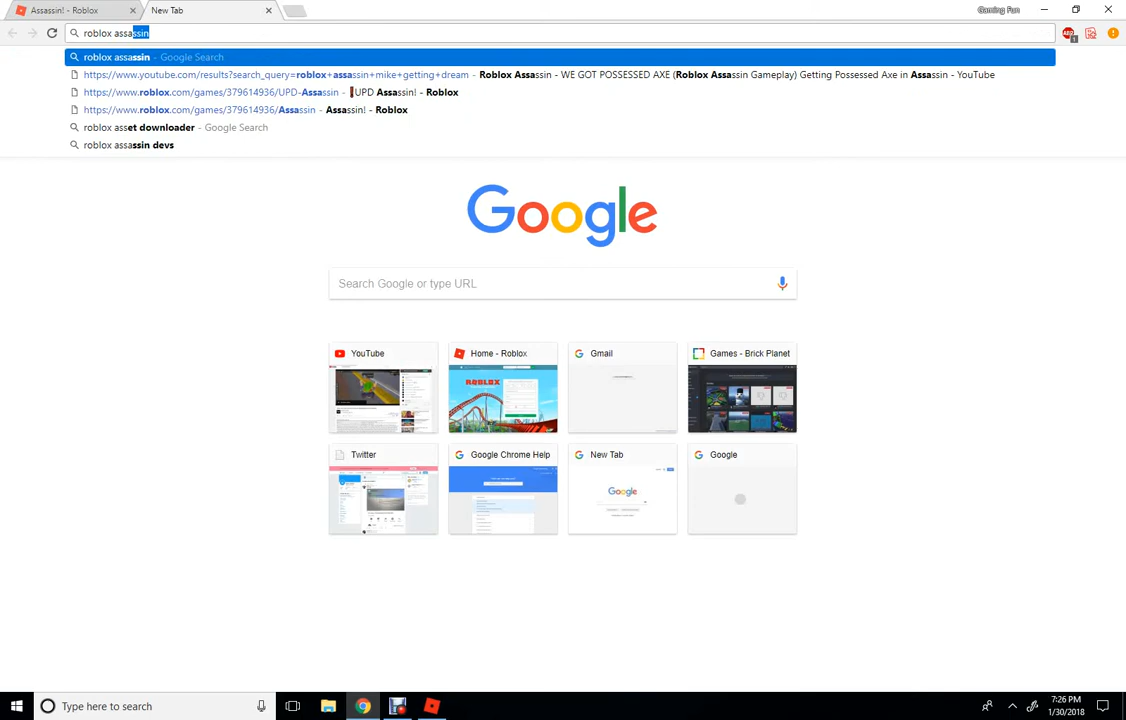 Assassin! - Roblox
New Tab
Gaming Fun
roblox assassin
roblox assassin - Google Search
https://www.youtube.com/results?search_query=roblox+assassin+mike+getting+dream - Roblox Assassin - WE GOT POSSESSED AXE (Roblox Assassin Gameplay) Getting Possessed Axe in Assassin - YouTube
https://www.roblox.com/games/379614936/UPD-Assassin - UPD Assassin! - Roblox
https://www.roblox.com/games/379614936/Assassin - Assassin! - Roblox
roblox asset downloader - Google Search
roblox assassin devs
Google
Search Google or type URL
YouTube
Home - Roblox
Gmail
Games - Brick Planet
ROBLOX
Twitter
Google Chrome Help
New Tab
Google
Google
Type here to search
7:26 PM
1/30/2018